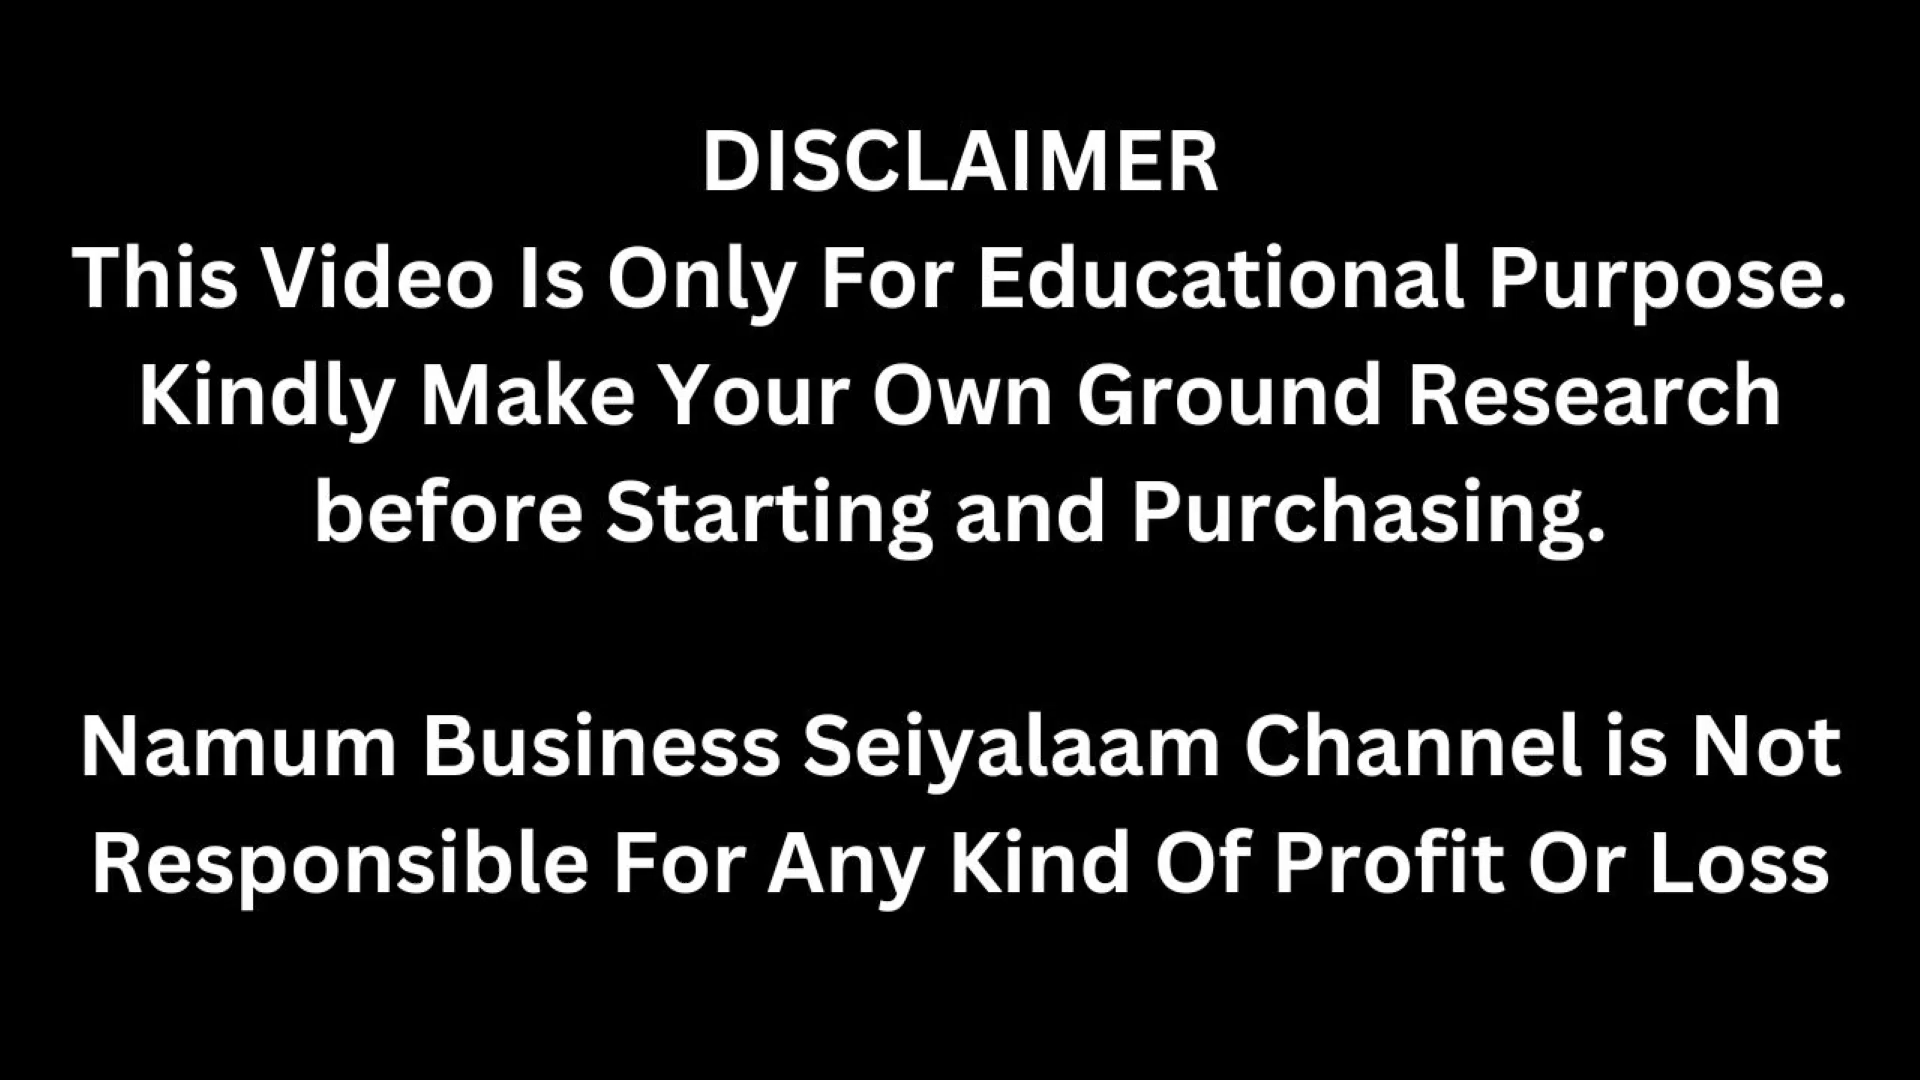 DISCLAIMER
This Video Is Only For Educational Purpose.
Kindly Make Your Own Ground Research
before Starting and Purchasing.
Namum Business Seiyalaam Channel is Not
Responsible For Any Kind Of Profit Or Loss